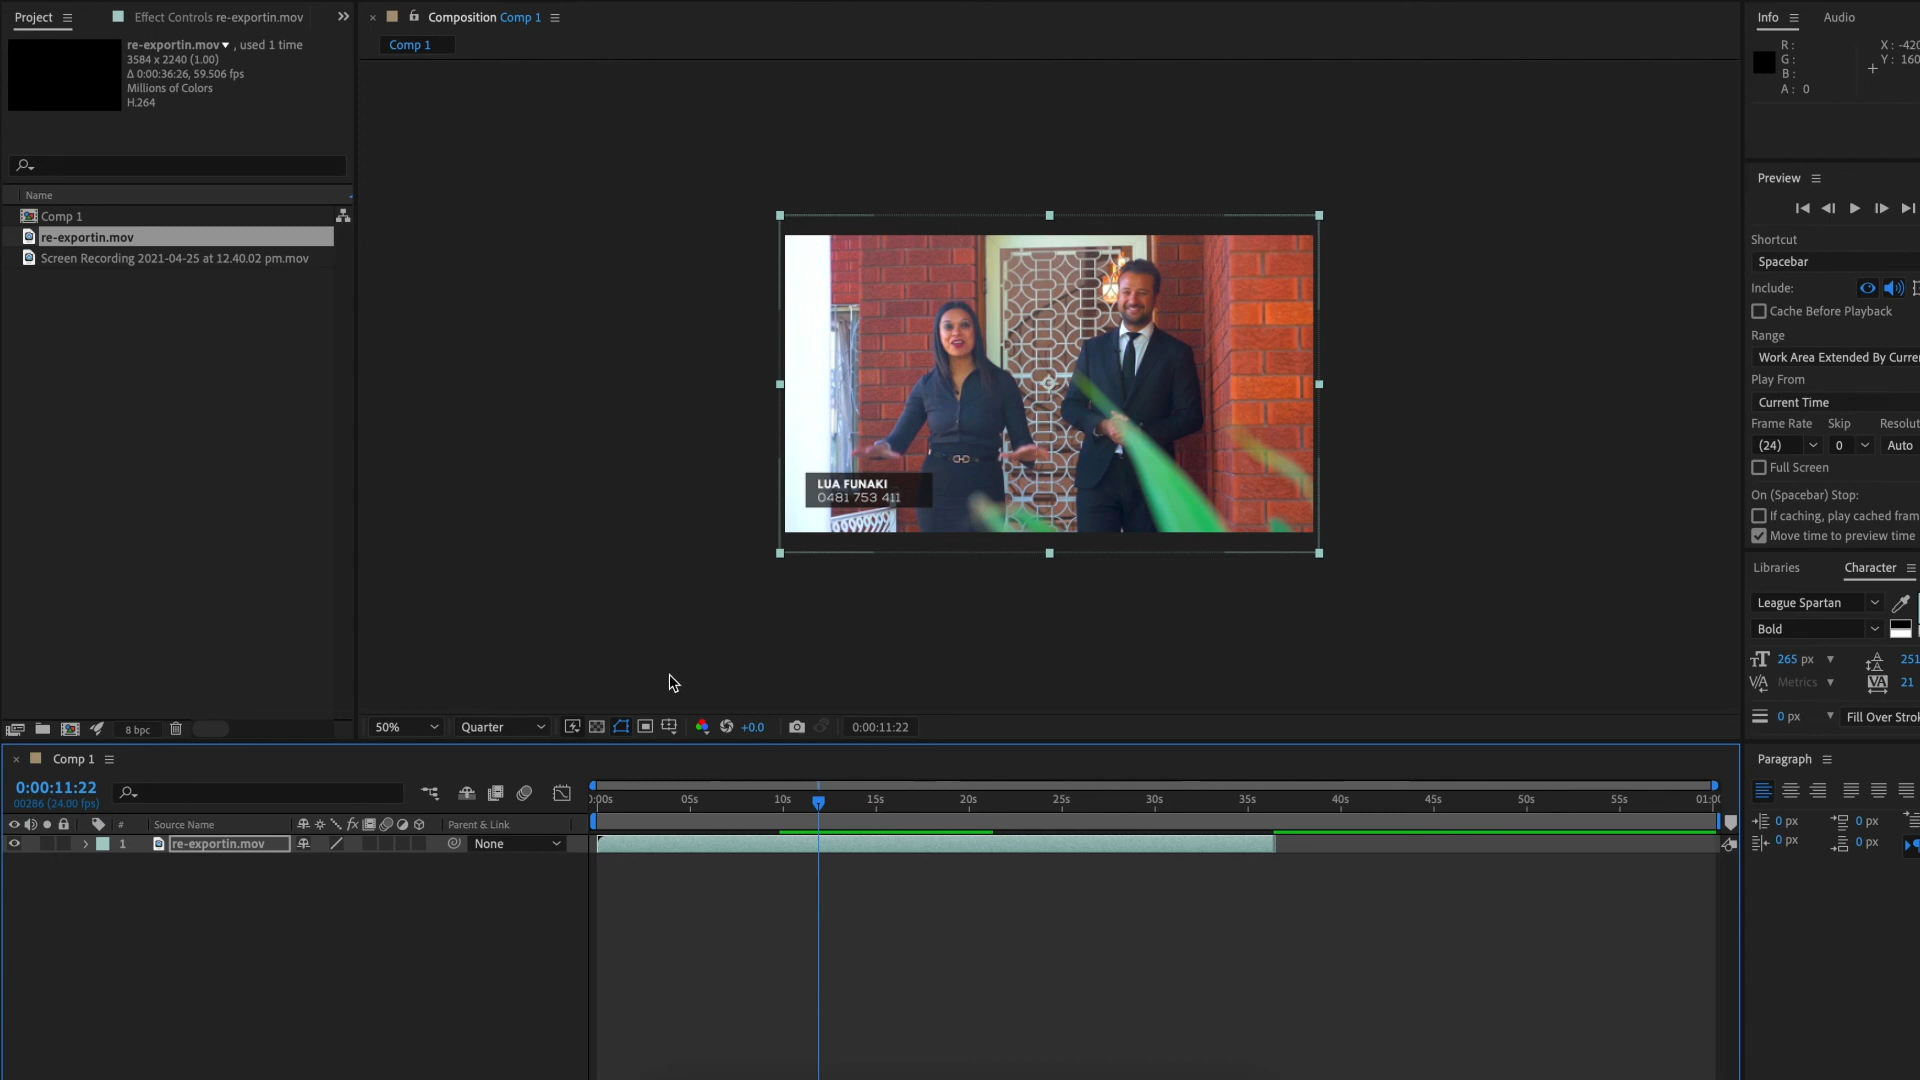 Project
Effect Controls re-exportin.mov
re-exportin.mov , used 1 time
3584 x 2240 (1.00)
Δ 0:00:36:26, 59.506 fps
Millions of Colors
H.264
Name
Comp 1
re-exportin.mov
Screen Recording 2021-04-25 at 12.40.02 pm.mov
8 bpc
Composition Comp 1
Comp 1
LUA FUNAKI
0481 753 411
50%
Quarter
+0.0
0:00:11:22
Info
Audio
R:
G:
B:
A: 0
X: -420
Y: 160
Preview
Shortcut
Spacebar
Include:
Cache Before Playback
Range
Work Area Extended By Curre
Play From
Current Time
Frame Rate Skip Resolut
(24) 0 Auto
Full Screen
On (Spacebar) Stop:
If caching, play cached fram
Move time to preview time
Libraries
Character
League Spartan
Bold
265 px 251
Metrics 21
0 px Fill Over Strok
Paragraph
0 px 0 px
0 px 0 px
Comp 1
0:00:11:22
00286 (24.00 fps)
# Source Name fx Parent & Link
1 re-exportin.mov None
):00s 05s 10s 15s 20s 25s 30s 35s 40s 45s 50s 55s 01:0(